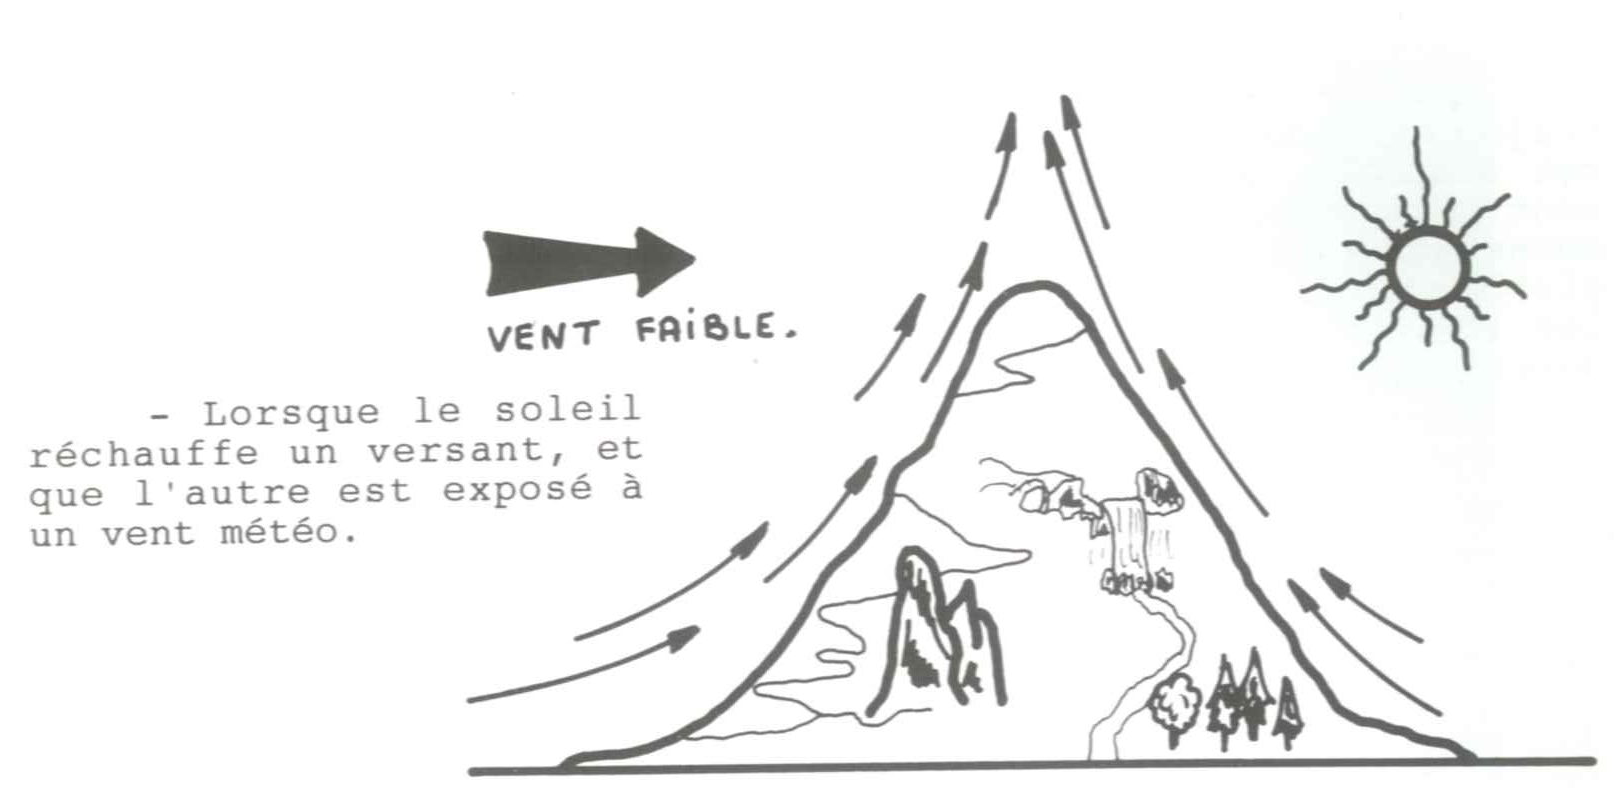 VENT FAiBLE.
- Lorsque le soleil
réchauffe un versant, et
que l'autre est exposé à
un vent météo.